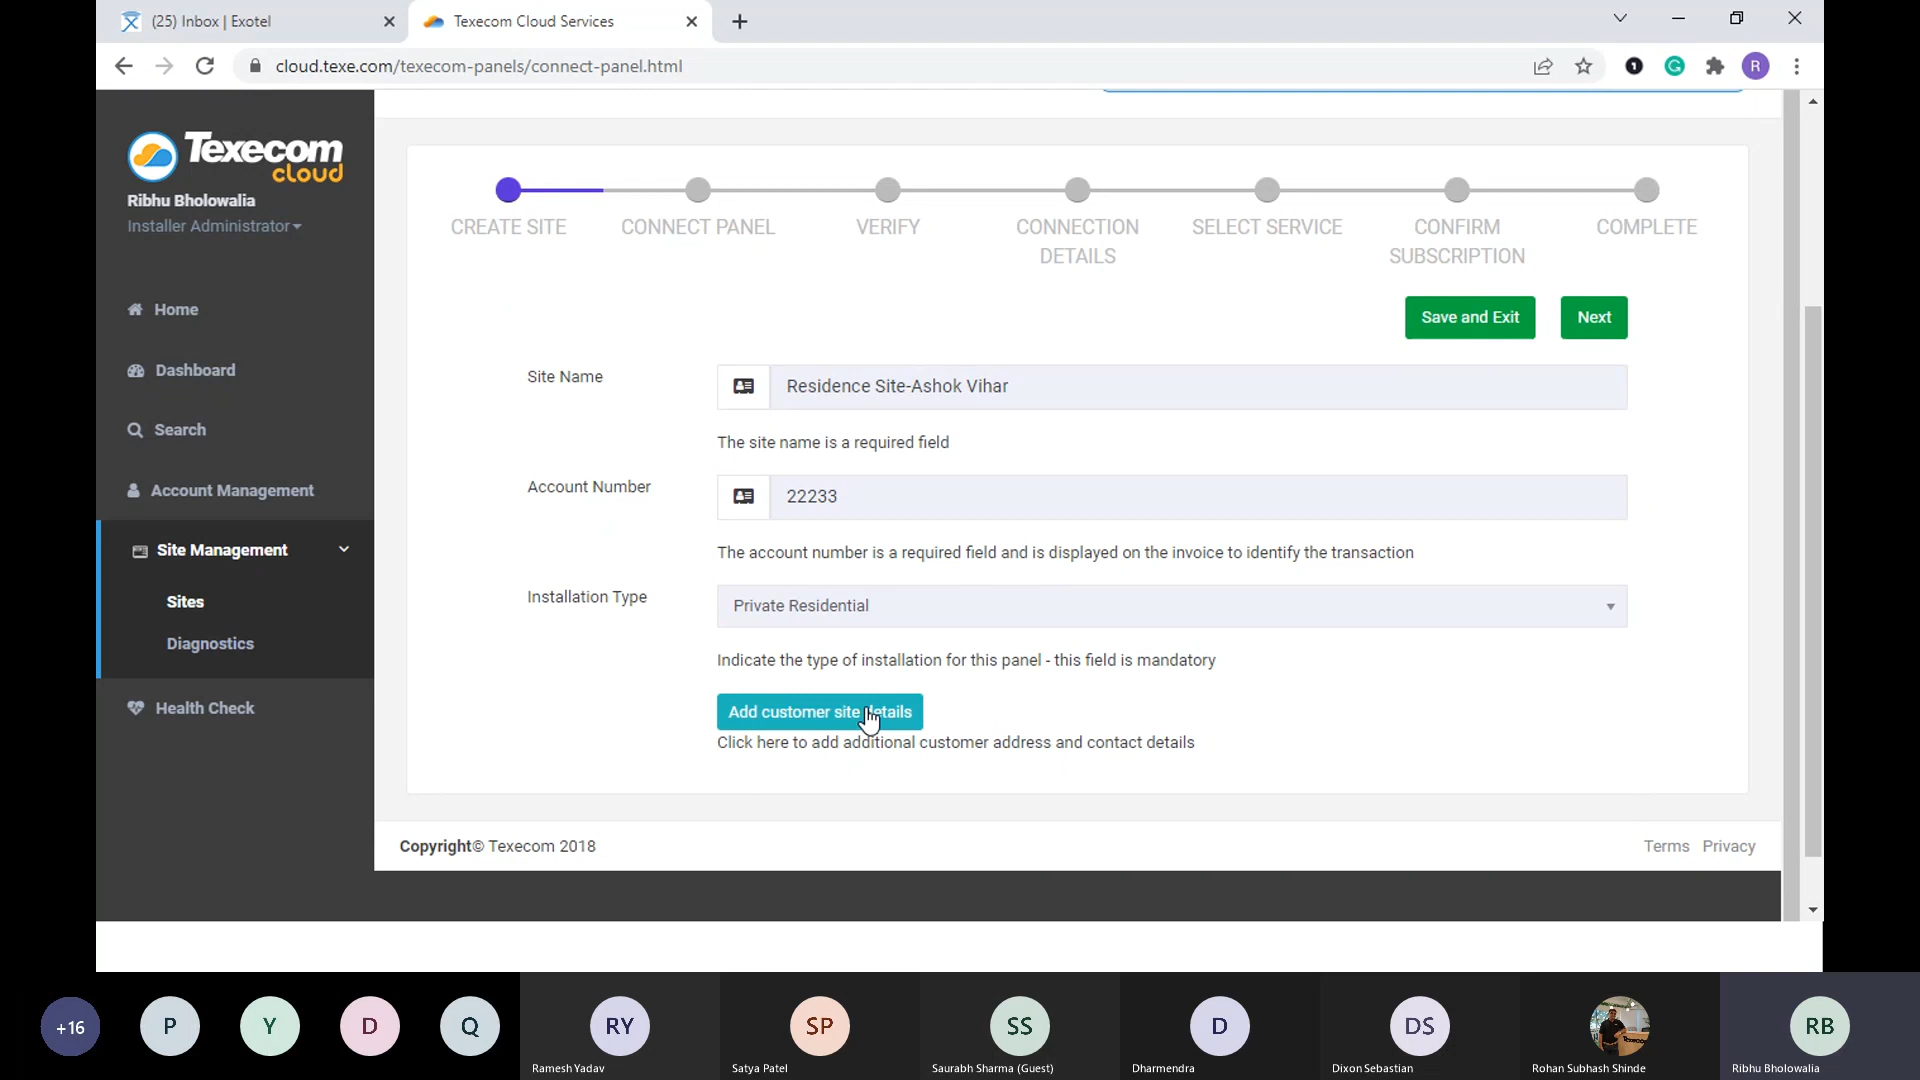 (25) Inbox | Exotel
Texecom Cloud Services
cloud.texe.com/texecom-panels/connect-panel.html
R
Texecom
cloud
Ribhu Bholowalia
Installer Administrator
Home
Dashboard
Search
Account Management
Site Management
Sites
Diagnostics
Health Check
CREATE SITE
CONNECT PANEL
VERIFY
CONNECTION
DETAILS
SELECT SERVICE
CONFIRM
SUBSCRIPTION
COMPLETE
Save and Exit
Next
Site Name
Residence Site-Ashok Vihar
The site name is a required field
Account Number
22233
The account number is a required field and is displayed on the invoice to identify the transaction
Installation Type
Private Residential
Indicate the type of installation for this panel - this field is mandatory
Add customer site details
Click here to add additional customer address and contact details
Copyright© Texecom 2018
Terms Privacy
+16
P
Y
D
Q
RY
Ramesh Yadav
SP
Satya Patel
SS
Saurabh Sharma (Guest)
D
Dharmendra
DS
Dixon Sebastian
Rohan Subhash Shinde
RB
Ribhu Bholowalia